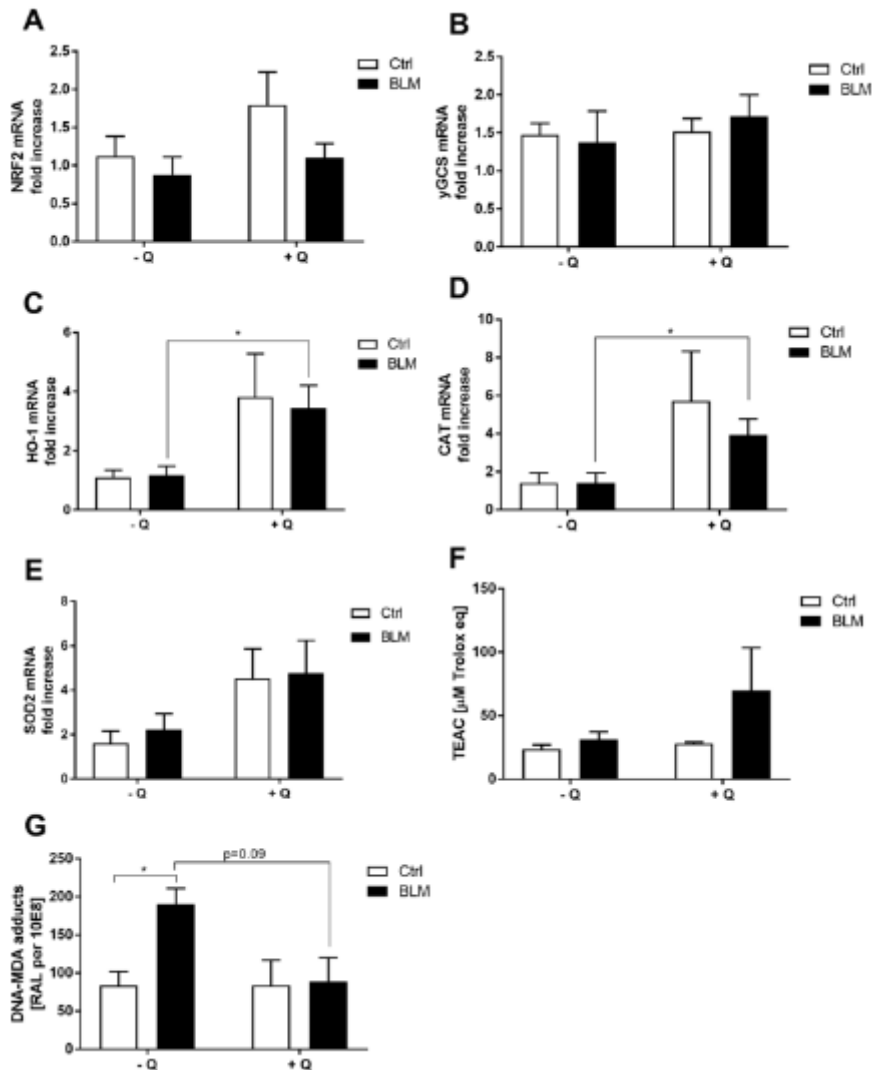 A
NRF2 mRNA
fold increase
2.5
2.0
1.5
1.0
0.5
0.0
- Q
+ Q
Ctrl
BLM
B
yGCS mRNA
fold increase
2.5
2.0
1.5
1.0
0.5
0.0
- Q
+ Q
Ctrl
BLM
C
HO-1 mRNA
fold increase
6
4
2
0
*
- Q
+ Q
Ctrl
BLM
D
CAT mRNA
fold increase
10
8
6
4
2
0
*
- Q
+ Q
Ctrl
BLM
E
SOD2 mRNA
fold increase
8
6
4
2
0
- Q
+ Q
Ctrl
BLM
F
TEAC [µM Trolox eq]
150
100
50
0
- Q
+ Q
Ctrl
BLM
G
DNA-MDA adducts
[RAL per 10E8]
250
200
150
100
50
0
*
p=0.09
- Q
+ Q
Ctrl
BLM